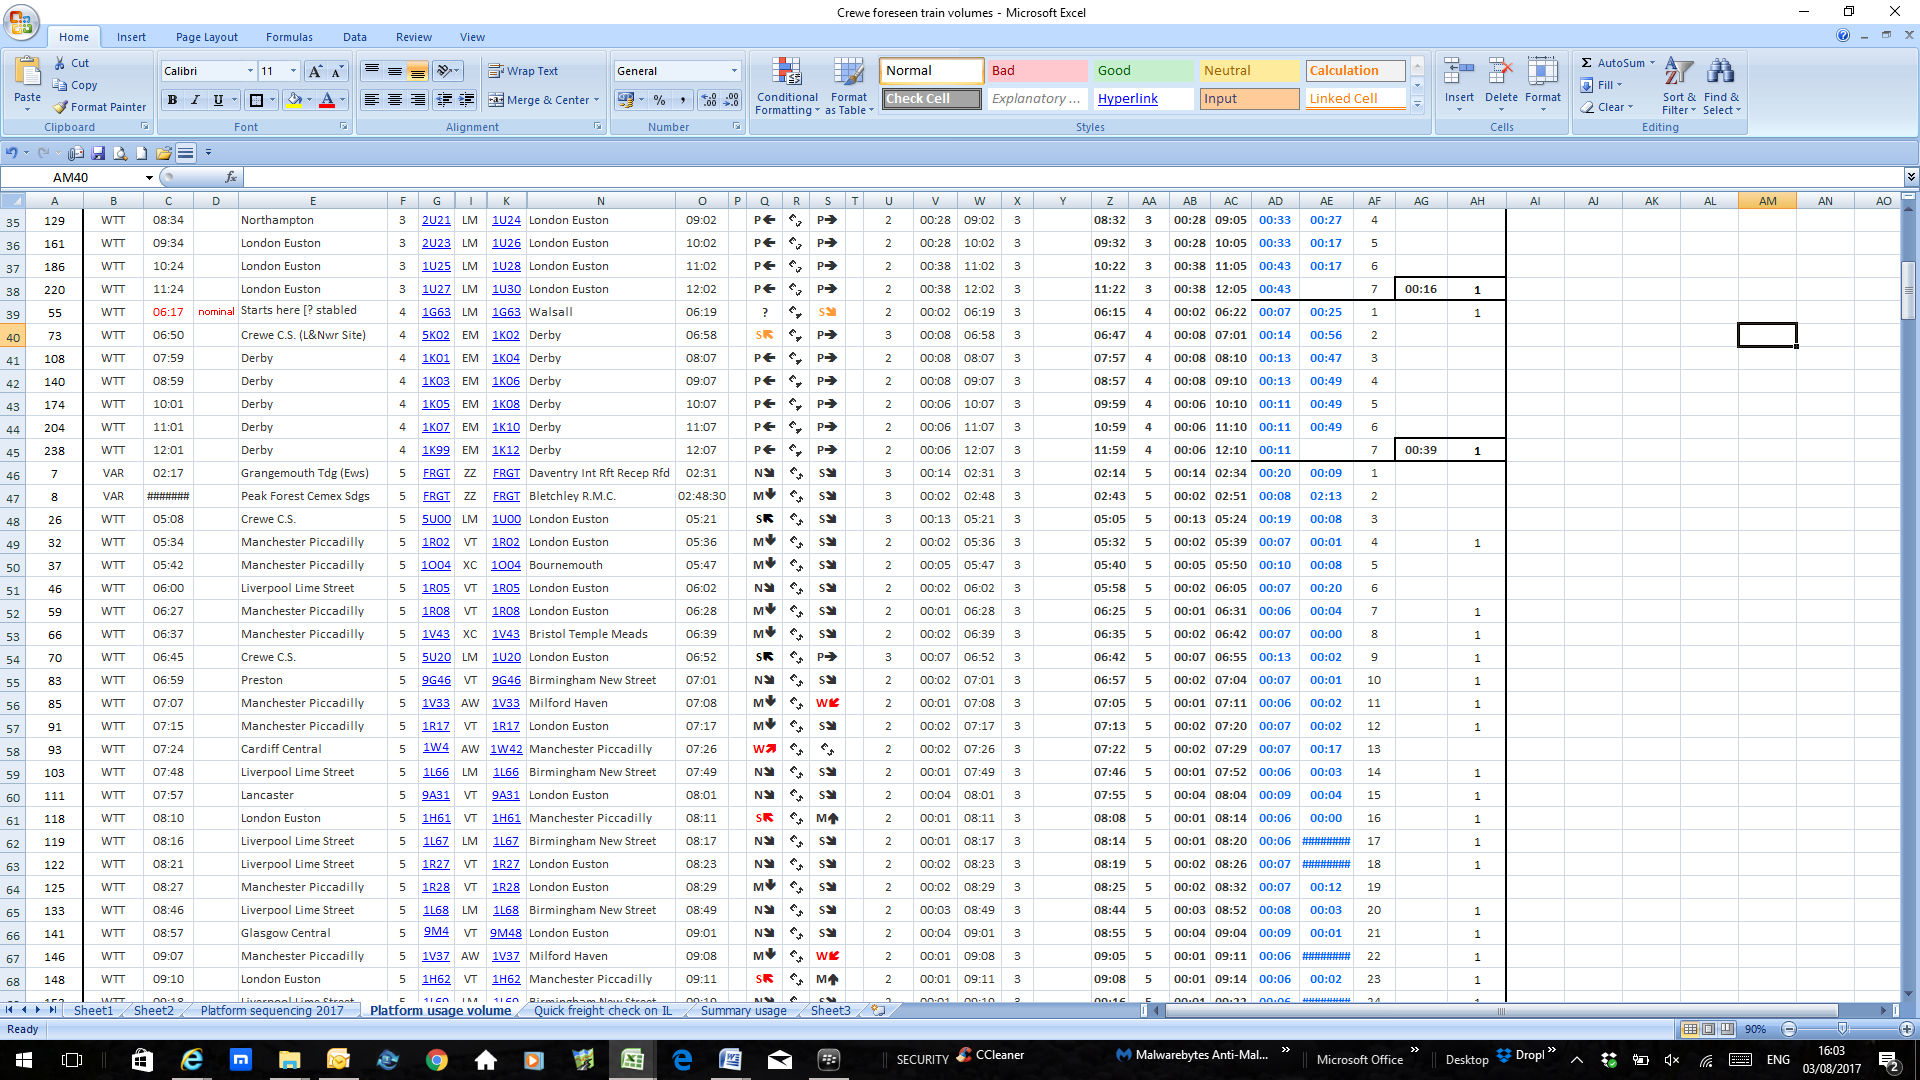 Crewe foreseen train volumes - Microsoft Excel
Home Insert Page Layout Formulas Data Review View
Paste Cut Copy Format Painter Clipboard
Calibri 11 A A B I U A Font
Wrap Text Merge & Center Alignment
General % , Number
Conditional Formatting Format as Table
Normal Bad Good Neutral Calculation
Check Cell Explanatory ... Hyperlink Input Linked Cell
Styles
Insert Delete Format Cells
AutoSum Fill Clear Sort & Filter Find & Select Editing
AM40 fx
A B C D E F G I K N O P Q R S T U V W X Y Z AA AB AC AD AE AF AG AH AI AJ AK AL AM AN AO
35 129 WTT 08:34 Northampton 3 2U21 LM 1U24 London Euston 09:02 P P 2 00:28 09:02 3 08:32 3 00:28 09:05 00:33 00:27 4
36 161 WTT 09:34 London Euston 3 2U23 LM 1U26 London Euston 10:02 P P 2 00:28 10:02 3 09:32 3 00:28 10:05 00:33 00:17 5
37 186 WTT 10:24 London Euston 3 1U25 LM 1U28 London Euston 11:02 P P 2 00:38 11:02 3 10:22 3 00:38 11:05 00:43 00:17 6
38 220 WTT 11:24 London Euston 3 1U27 LM 1U30 London Euston 12:02 P P 2 00:38 12:02 3 11:22 3 00:38 12:05 00:43 7 00:16 1
39 55 WTT 06:17 nominal Starts here [? stabled 4 1G63 LM 1G63 Walsall 06:19 ? S 2 00:02 06:19 3 06:15 4 00:02 06:22 00:07 00:25 1 1
40 73 WTT 06:50 Crewe C.S. (L&Nwr Site) 4 5K02 EM 1K02 Derby 06:58 S P 3 00:08 06:58 3 06:47 4 00:08 07:01 00:14 00:56 2
41 108 WTT 07:59 Derby 4 1K01 EM 1K04 Derby 08:07 P P 2 00:08 08:07 3 07:57 4 00:08 08:10 00:13 00:47 3
42 140 WTT 08:59 Derby 4 1K03 EM 1K06 Derby 09:07 P P 2 00:08 09:07 3 08:57 4 00:08 09:10 00:13 00:49 4
43 174 WTT 10:01 Derby 4 1K05 EM 1K08 Derby 10:07 P P 2 00:06 10:07 3 09:59 4 00:06 10:10 00:11 00:49 5
44 204 WTT 11:01 Derby 4 1K07 EM 1K10 Derby 11:07 P P 2 00:06 11:07 3 10:59 4 00:06 11:10 00:11 00:49 6
45 238 WTT 12:01 Derby 4 1K99 EM 1K12 Derby 12:07 P P 2 00:06 12:07 3 11:59 4 00:06 12:10 00:11 7 00:39 1
46 7 VAR 02:17 Grangemouth Tdg (Ews) 5 FRGT ZZ FRGT Daventry Int Rft Recep Rfd 02:31 N S 3 00:14 02:31 3 02:14 5 00:14 02:34 00:20 00:09 1
47 8 VAR ####### Peak Forest Cemex Sdgs 5 FRGT ZZ FRGT Bletchley R.M.C. 02:48:30 M S 3 00:02 02:48 3 02:43 5 00:02 02:51 00:08 02:13 2
48 26 WTT 05:08 Crewe C.S. 5 5U00 LM 1U00 London Euston 05:21 S S 3 00:13 05:21 3 05:05 5 00:13 05:24 00:19 00:08 3
49 32 WTT 05:34 Manchester Piccadilly 5 1R02 VT 1R02 London Euston 05:36 M S 2 00:02 05:36 3 05:32 5 00:02 05:39 00:07 00:01 4 1
50 37 WTT 05:42 Manchester Piccadilly 5 1O04 XC 1O04 Bournemouth 05:47 M S 2 00:05 05:47 3 05:40 5 00:05 05:50 00:10 00:08 5
51 46 WTT 06:00 Liverpool Lime Street 5 1R05 VT 1R05 London Euston 06:02 N S 2 00:02 06:02 3 05:58 5 00:02 06:05 00:07 00:20 6
52 59 WTT 06:27 Manchester Piccadilly 5 1R08 VT 1R08 London Euston 06:28 M S 2 00:01 06:28 3 06:25 5 00:01 06:31 00:06 00:04 7 1
53 66 WTT 06:37 Manchester Piccadilly 5 1V43 XC 1V43 Bristol Temple Meads 06:39 M S 2 00:02 06:39 3 06:35 5 00:02 06:42 00:07 00:00 8 1
54 70 WTT 06:45 Crewe C.S. 5 5U20 LM 1U20 London Euston 06:52 S P 3 00:07 06:52 3 06:42 5 00:07 06:55 00:13 00:02 9 1
55 83 WTT 06:59 Preston 5 9G46 VT 9G46 Birmingham New Street 07:01 N S 2 00:02 07:01 3 06:57 5 00:02 07:04 00:07 00:01 10 1
56 85 WTT 07:07 Manchester Piccadilly 5 1V33 AW 1V33 Milford Haven 07:08 M W 2 00:01 07:08 3 07:05 5 00:01 07:11 00:06 00:02 11 1
57 91 WTT 07:15 Manchester Piccadilly 5 1R17 VT 1R17 London Euston 07:17 M S 2 00:02 07:17 3 07:13 5 00:02 07:20 00:07 00:02 12 1
58 93 WTT 07:24 Cardiff Central 5 1W4 AW 1W42 Manchester Piccadilly 07:26 W 2 00:02 07:26 3 07:22 5 00:02 07:29 00:07 00:17 13
59 103 WTT 07:48 Liverpool Lime Street 5 1L66 LM 1L66 Birmingham New Street 07:49 N S 2 00:01 07:49 3 07:46 5 00:01 07:52 00:06 00:03 14 1
60 111 WTT 07:57 Lancaster 5 9A31 VT 9A31 London Euston 08:01 N S 2 00:04 08:01 3 07:55 5 00:04 08:04 00:09 00:04 15 1
61 118 WTT 08:10 London Euston 5 1H61 VT 1H61 Manchester Piccadilly 08:11 S M 2 00:01 08:11 3 08:08 5 00:01 08:14 00:06 00:00 16 1
62 119 WTT 08:16 Liverpool Lime Street 5 1L67 LM 1L67 Birmingham New Street 08:17 N S 2 00:01 08:17 3 08:14 5 00:01 08:20 00:06 ######## 17 1
63 122 WTT 08:21 Liverpool Lime Street 5 1R27 VT 1R27 London Euston 08:23 N S 2 00:02 08:23 3 08:19 5 00:02 08:26 00:07 ######## 18 1
64 125 WTT 08:27 Manchester Piccadilly 5 1R28 VT 1R28 London Euston 08:29 M S 2 00:02 08:29 3 08:25 5 00:02 08:32 00:07 00:12 19
65 133 WTT 08:46 Liverpool Lime Street 5 1L68 LM 1L68 Birmingham New Street 08:49 N S 2 00:03 08:49 3 08:44 5 00:03 08:52 00:08 00:03 20 1
66 141 WTT 08:57 Glasgow Central 5 9M4 VT 9M48 London Euston 09:01 N S 2 00:04 09:01 3 08:55 5 00:04 09:04 00:09 00:01 21 1
67 146 WTT 09:07 Manchester Piccadilly 5 1V37 AW 1V37 Milford Haven 09:08 M W 2 00:01 09:08 3 09:05 5 00:01 09:11 00:06 ######## 22 1
68 148 WTT 09:10 London Euston 5 1H62 VT 1H62 Manchester Piccadilly 09:11 S M 2 00:01 09:11 3 09:08 5 00:01 09:14 00:06 00:02 23 1
Sheet1 Sheet2 Platform sequencing 2017 Platform usage volume Quick freight check on IL Summary usage Sheet3
Ready 90%
SECURITY CCleaner Malwarebytes Anti-Mal... Microsoft Office Desktop Dropl ENG 16:03
03/08/2017 2